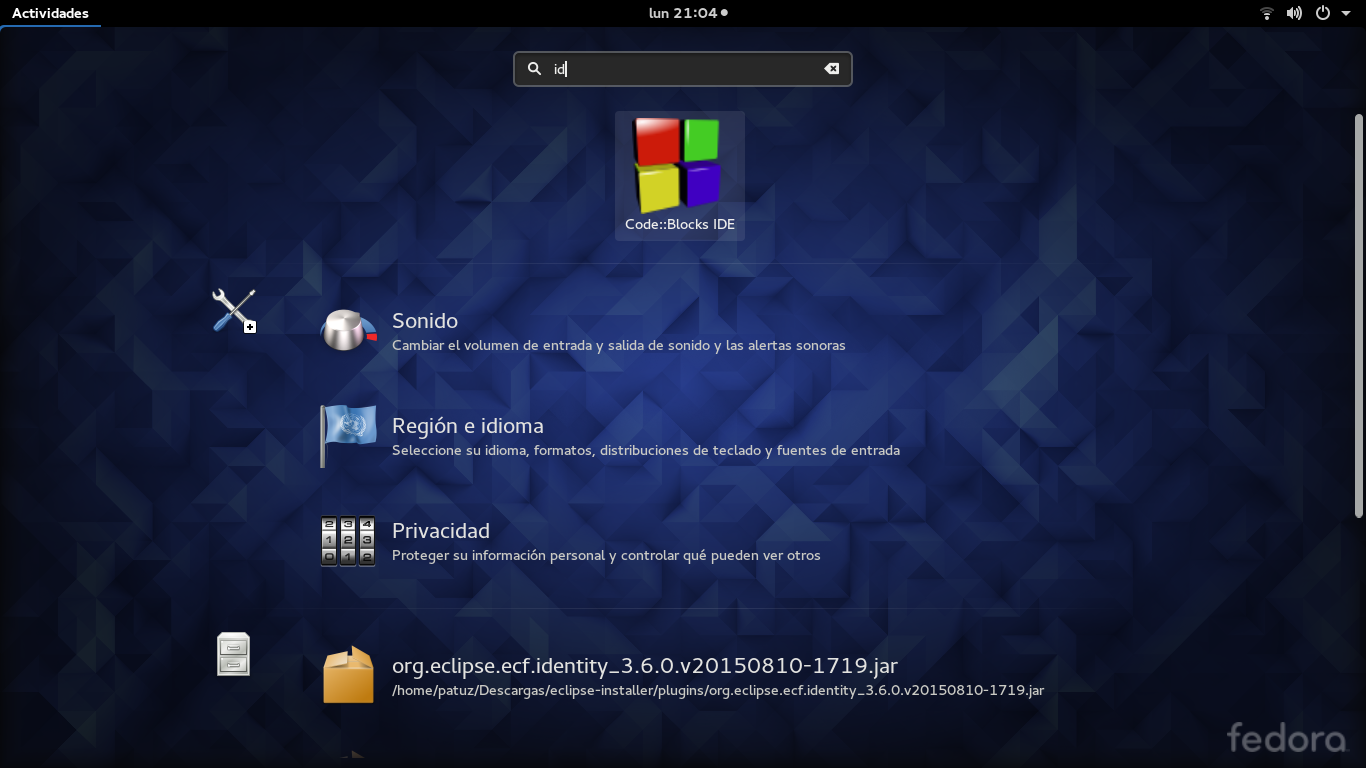 Actividades
lun 21:04
id
Code::Blocks IDE
Sonido
Cambiar el volumen de entrada y salida de sonido y las alertas sonoras
Región e idioma
Seleccione su idioma, formatos, distribuciones de teclado y fuentes de entrada
2 3 4
1 2 3
0 1 2
Privacidad
Proteger su información personal y controlar qué pueden ver otros
org.eclipse.ecf.identity_3.6.0.v20150810-1719.jar
/home/patuz/Descargas/eclipse-installer/plugins/org.eclipse.ecf.identity_3.6.0.v20150810-1719.jar
fedora